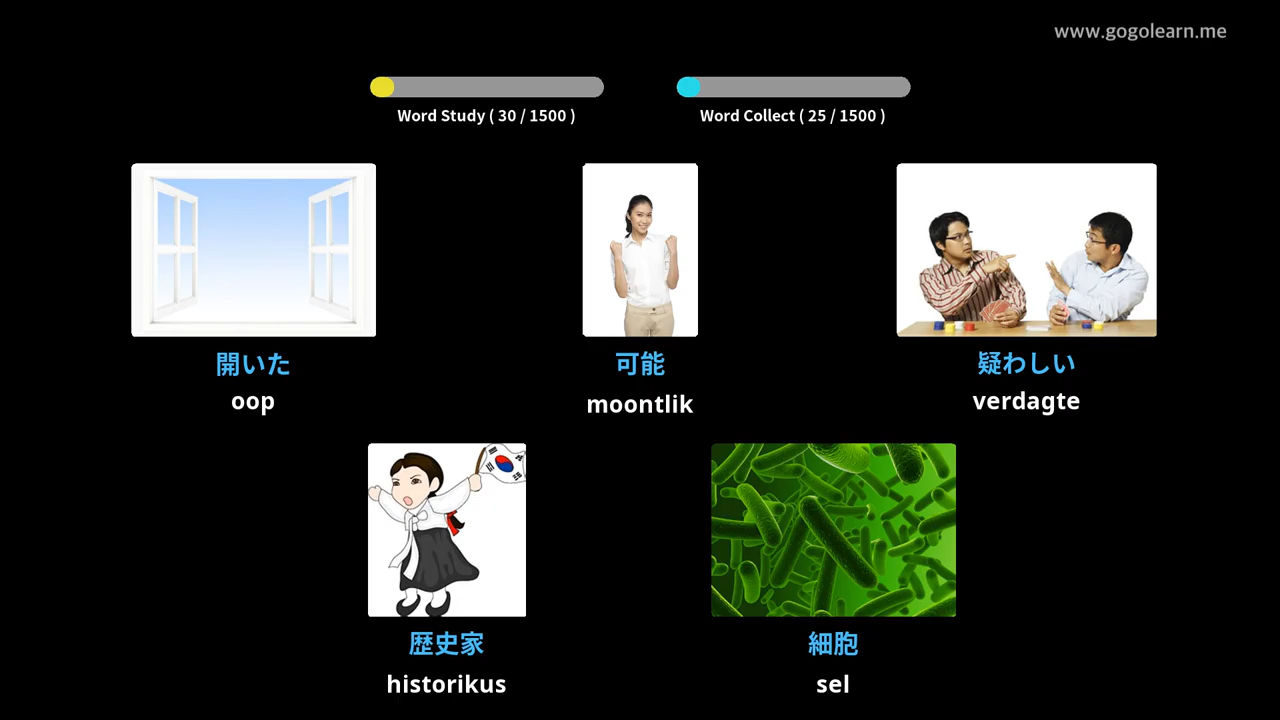 www.gogolearn.me
Word Study ( 30 / 1500 )
Word Collect ( 25 / 1500 )
開いた
oop
可能
moontlik
疑わしい
verdagte
歴史家
historikus
細胞
sel